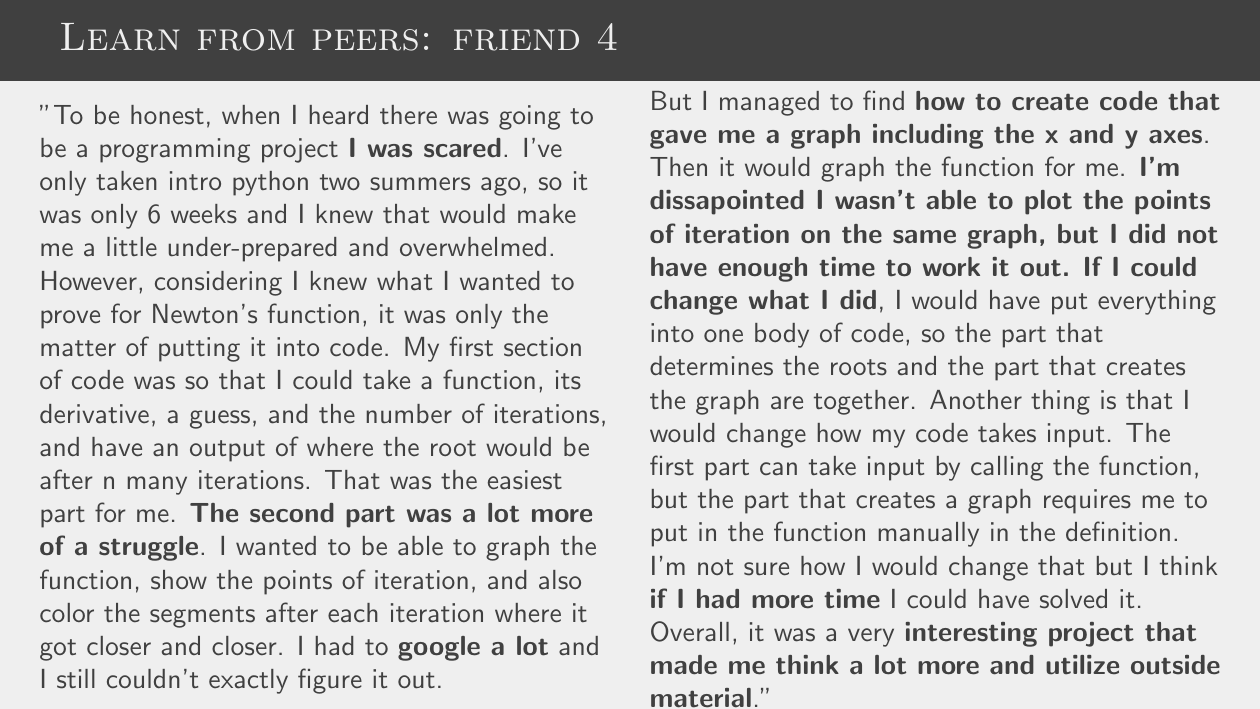 Learn from peers: friend 4
”To be honest, when I heard there was going to
be a programming project I was scared. I've
only taken intro python two summers ago, so it
was only 6 weeks and I knew that would make
me a little under-prepared and overwhelmed.
However, considering I knew what I wanted to
prove for Newton's function, it was only the
matter of putting it into code. My first section
of code was so that I could take a function, its
derivative, a guess, and the number of iterations,
and have an output of where the root would be
after n many iterations. That was the easiest
part for me. The second part was a lot more
of a struggle. I wanted to be able to graph the
function, show the points of iteration, and also
color the segments after each iteration where it
got closer and closer. I had to google a lot and
I still couldn't exactly figure it out.
But I managed to find how to create code that
gave me a graph including the x and y axes.
Then it would graph the function for me. I'm
dissapointed I wasn't able to plot the points
of iteration on the same graph, but I did not
have enough time to work it out. If I could
change what I did, I would have put everything
into one body of code, so the part that
determines the roots and the part that creates
the graph are together. Another thing is that I
would change how my code takes input. The
first part can take input by calling the function,
but the part that creates a graph requires me to
put in the function manually in the definition.
I'm not sure how I would change that but I think
if I had more time I could have solved it.
Overall, it was a very interesting project that
made me think a lot more and utilize outside
material.”